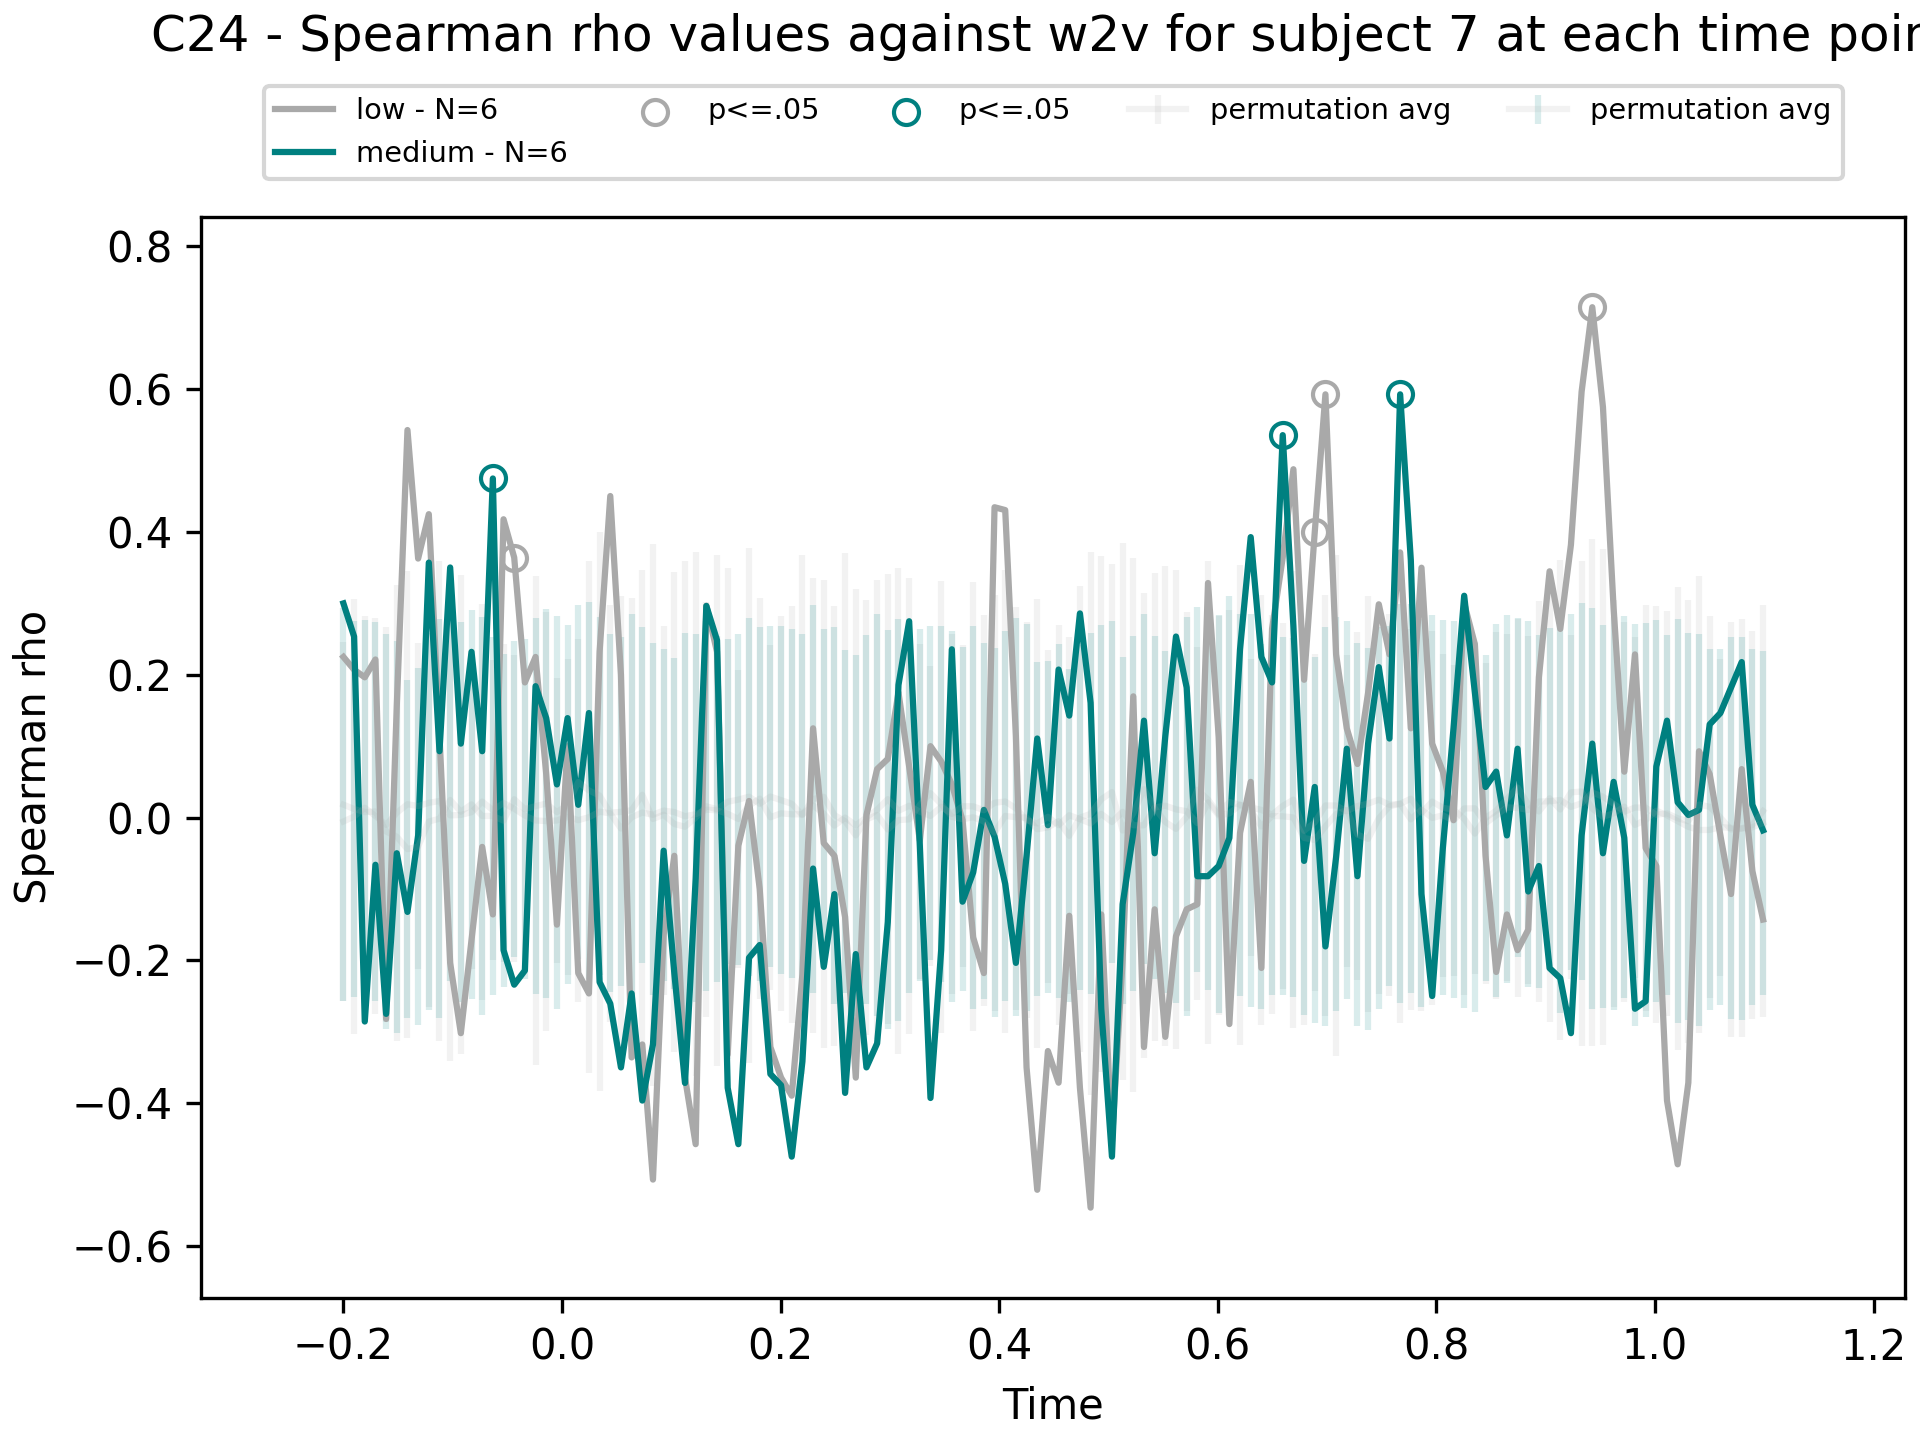 C24 - Spearman rho values against w2v for subject 7 at each time poin
low - N=6
p<=.05
p<=.05
permutation avg
permutation avg
medium - N=6
Spearman rho
0.8
0.6
0.4
0.2
0.0
−0.2
−0.4
−0.6
−0.2
0.0
0.2
0.4
0.6
0.8
1.0
1.2
Time